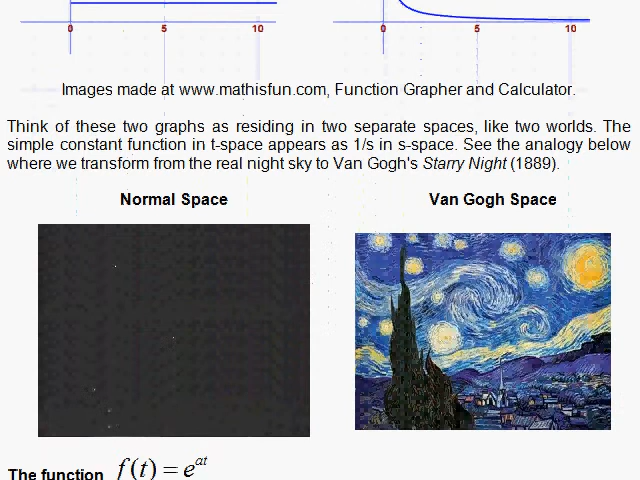 0 5 10 0 5 10
Images made at www.mathisfun.com, Function Grapher and Calculator.
Think of these two graphs as residing in two separate spaces, like two worlds. The
simple constant function in t-space appears as 1/s in s-space. See the analogy below
where we transform from the real night sky to Van Gogh's Starry Night (1889).
Normal Space Van Gogh Space
The function f(t) = e^{at}